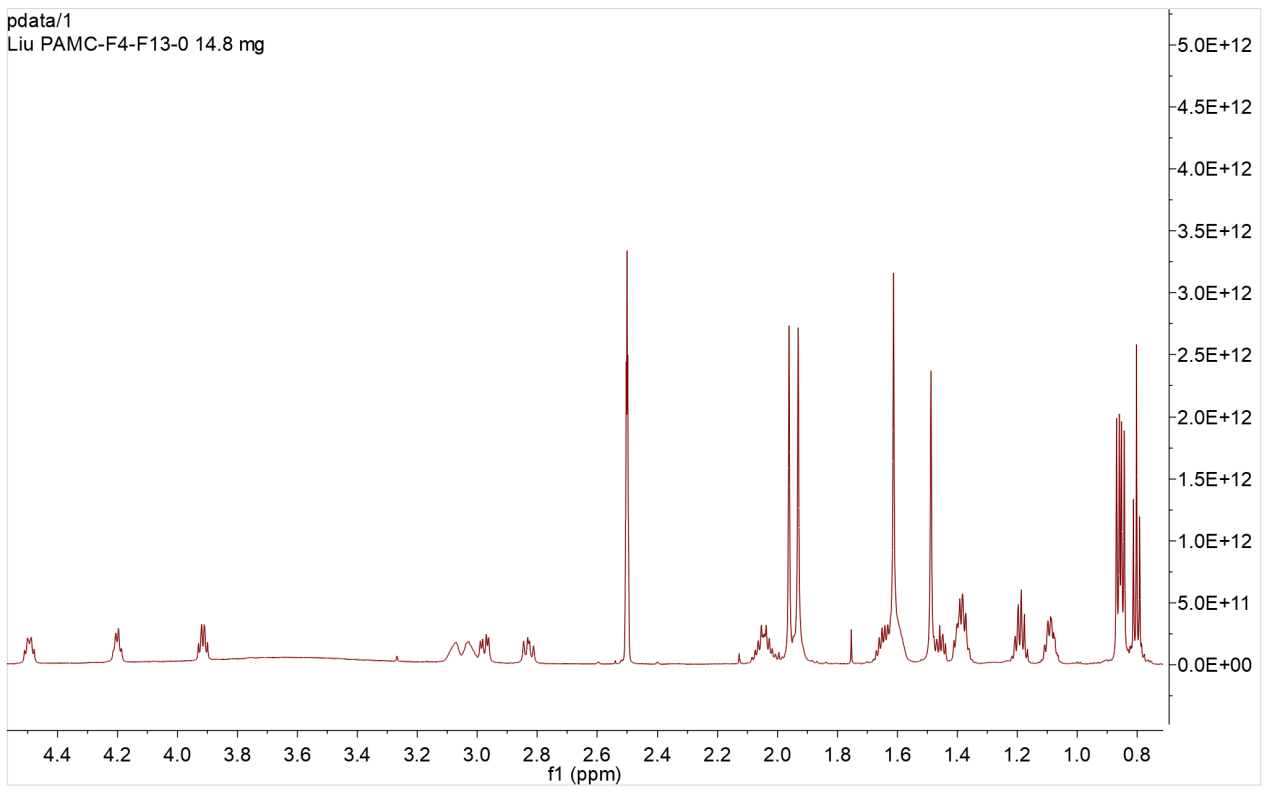 pdata/1
Liu PAMC-F4-F13-0 14.8 mg
5.0E+12
4.5E+12
4.0E+12
3.5E+12
3.0E+12
2.5E+12
2.0E+12
1.5E+12
1.0E+12
5.0E+11
0.0E+00
4.4 4.2 4.0 3.8 3.6 3.4 3.2 3.0 2.8 2.6 2.4 2.2 2.0 1.8 1.6 1.4 1.2 1.0 0.8
f1 (ppm)